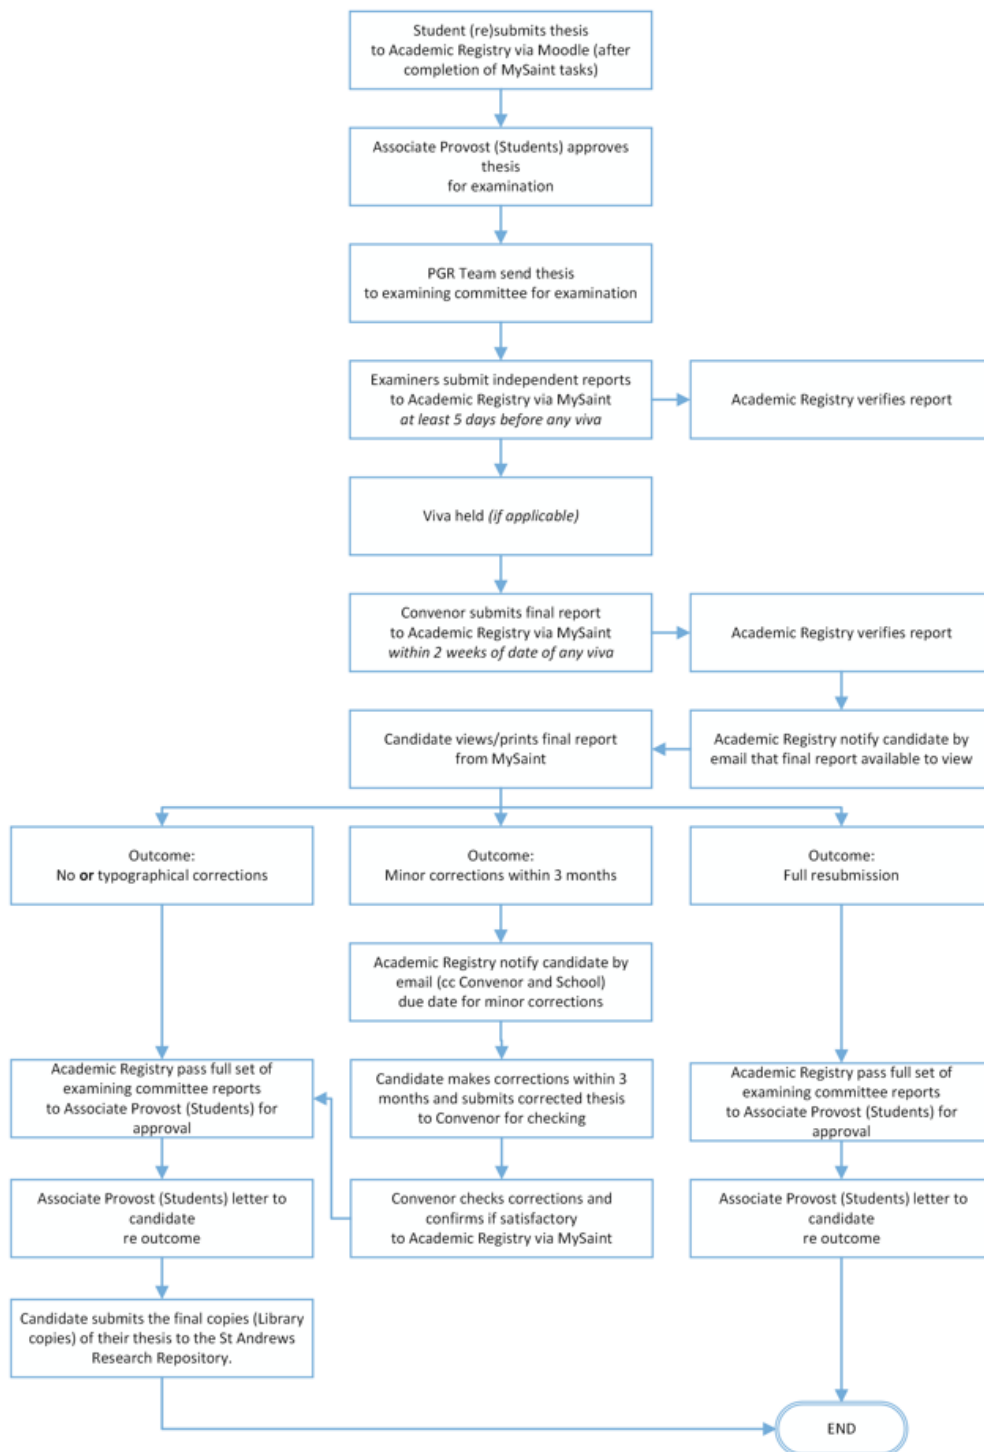 Student (re)submits thesis
to Academic Registry via Moodle (after
completion of MySaint tasks)
Associate Provost (Students) approves
thesis
for examination
PGR Team send thesis
to examining committee for examination
Examiners submit independent reports
to Academic Registry via MySaint
at least 5 days before any viva
Academic Registry verifies report
Viva held (if applicable)
Convenor submits final report
to Academic Registry via MySaint
within 2 weeks of date of any viva
Academic Registry verifies report
Candidate views/prints final report
from MySaint
Academic Registry notify candidate by
email that final report available to view
Outcome:
No or typographical corrections
Outcome:
Minor corrections within 3 months
Outcome:
Full resubmission
Academic Registry notify candidate by
email (cc Convenor and School)
due date for minor corrections
Academic Registry pass full set of
examining committee reports
to Associate Provost (Students) for
approval
Candidate makes corrections within 3
months and submits corrected thesis
to Convenor for checking
Academic Registry pass full set of
examining committee reports
to Associate Provost (Students) for
approval
Associate Provost (Students) letter to
candidate
re outcome
Convenor checks corrections and
confirms if satisfactory
to Academic Registry via MySaint
Associate Provost (Students) letter to
candidate
re outcome
Candidate submits the final copies (Library
copies) of their thesis to the St Andrews
Research Repository.
END